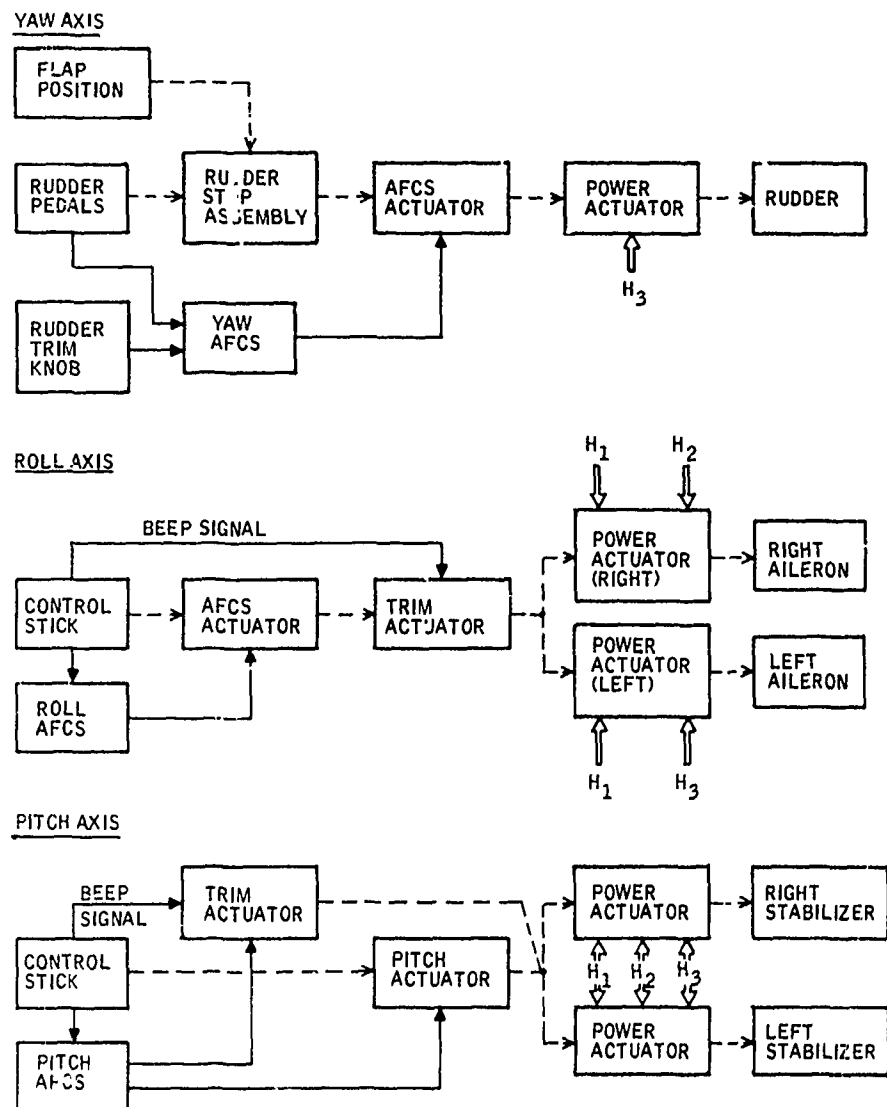 YAW AXIS
FLAP
POSITION
RUDDER
PEDALS
RUDDER
ASSEMBLY
AFCS
ACTUATOR
POWER
ACTUATOR
RUDDER
H3
RUDDER
TRIM
KNOB
YAW
AFCS
ROLL AXIS
BEEP SIGNAL
H1
H2
CONTROL
STICK
AFCS
ACTUATOR
TRIM
ACTUATOR
POWER
ACTUATOR
(RIGHT)
RIGHT
AILERON
POWER
ACTUATOR
(LEFT)
LEFT
AILERON
ROLL
AFCS
H1
H3
PITCH AXIS
BEEP
SIGNAL
TRIM
ACTUATOR
POWER
ACTUATOR
RIGHT
STABILIZER
CONTROL
STICK
PITCH
ACTUATOR
H1
H2
H3
POWER
ACTUATOR
LEFT
STABILIZER
PITCH
AFCS